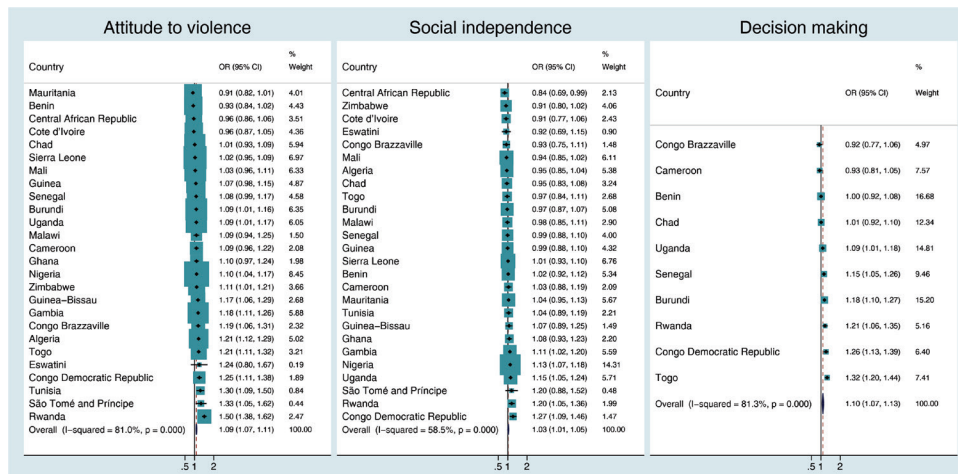 Attitude to violence
%
Country OR (95% CI) Weight
Mauritania 0.91 (0.82, 1.01) 4.01
Benin 0.93 (0.84, 1.02) 4.43
Central African Republic 0.96 (0.86, 1.06) 3.51
Cote d'Ivoire 0.96 (0.87, 1.05) 4.36
Chad 1.01 (0.93, 1.09) 5.94
Sierra Leone 1.02 (0.95, 1.09) 6.97
Mali 1.03 (0.96, 1.11) 6.33
Guinea 1.07 (0.98, 1.15) 4.87
Senegal 1.08 (0.99, 1.17) 4.58
Burundi 1.09 (1.01, 1.16) 6.35
Uganda 1.09 (1.01, 1.17) 6.05
Malawi 1.09 (0.94, 1.25) 1.50
Cameroon 1.09 (0.96, 1.22) 2.08
Ghana 1.10 (0.97, 1.24) 1.98
Nigeria 1.10 (1.04, 1.17) 8.45
Zimbabwe 1.11 (1.01, 1.21) 3.66
Guinea–Bissau 1.17 (1.06, 1.29) 2.68
Gambia 1.18 (1.11, 1.26) 5.88
Congo Brazzaville 1.19 (1.06, 1.31) 2.32
Algeria 1.21 (1.12, 1.29) 5.02
Togo 1.21 (1.11, 1.32) 3.21
Eswatini 1.24 (0.80, 1.67) 0.19
Congo Democratic Republic 1.25 (1.11, 1.38) 1.89
Tunisia 1.30 (1.09, 1.50) 0.84
São Tomé and Príncipe 1.33 (1.05, 1.62) 0.44
Rwanda 1.50 (1.38, 1.62) 2.47
Overall (I–squared = 81.0%, p = 0.000) 1.09 (1.07, 1.11) 100.00
.5 1 2
Social independence
%
Country OR (95% CI) Weight
Central African Republic 0.84 (0.69, 0.99) 2.13
Zimbabwe 0.91 (0.80, 1.02) 4.06
Cote d'Ivoire 0.91 (0.77, 1.06) 2.43
Eswatini 0.92 (0.69, 1.15) 0.90
Congo Brazzaville 0.93 (0.75, 1.11) 1.48
Mali 0.94 (0.85, 1.02) 6.11
Algeria 0.95 (0.85, 1.04) 5.38
Chad 0.95 (0.83, 1.08) 3.24
Togo 0.97 (0.84, 1.11) 2.68
Burundi 0.97 (0.87, 1.07) 5.08
Malawi 0.98 (0.85, 1.11) 2.90
Senegal 0.99 (0.88, 1.10) 4.00
Guinea 0.99 (0.88, 1.10) 4.32
Sierra Leone 1.01 (0.93, 1.10) 6.76
Benin 1.02 (0.92, 1.12) 5.34
Cameroon 1.03 (0.88, 1.19) 2.09
Mauritania 1.04 (0.95, 1.13) 5.67
Tunisia 1.04 (0.89, 1.19) 2.21
Guinea–Bissau 1.07 (0.89, 1.25) 1.49
Ghana 1.08 (0.93, 1.23) 2.20
Gambia 1.11 (1.02, 1.20) 5.59
Nigeria 1.13 (1.07, 1.18) 14.31
Uganda 1.15 (1.05, 1.24) 5.67
São Tomé and Príncipe 1.20 (0.88, 1.52) 0.48
Rwanda 1.20 (1.05, 1.36) 1.99
Congo Democratic Republic 1.27 (1.09, 1.46) 1.47
Overall (I–squared = 58.5%, p = 0.000) 1.03 (1.01, 1.05) 100.00
.5 1 2
Decision making
%
Country OR (95% CI) Weight
Congo Brazzaville 0.92 (0.77, 1.06) 4.97
Cameroon 0.93 (0.81, 1.05) 7.57
Benin 1.00 (0.92, 1.08) 16.68
Chad 1.01 (0.92, 1.10) 12.34
Uganda 1.09 (1.01, 1.18) 14.81
Senegal 1.15 (1.05, 1.26) 9.46
Burundi 1.18 (1.10, 1.27) 15.20
Rwanda 1.21 (1.06, 1.35) 5.16
Congo Democratic Republic 1.26 (1.13, 1.39) 6.40
Togo 1.32 (1.20, 1.44) 7.41
Overall (I–squared = 81.3%, p = 0.000) 1.10 (1.07, 1.13) 100.00
.5 1 2